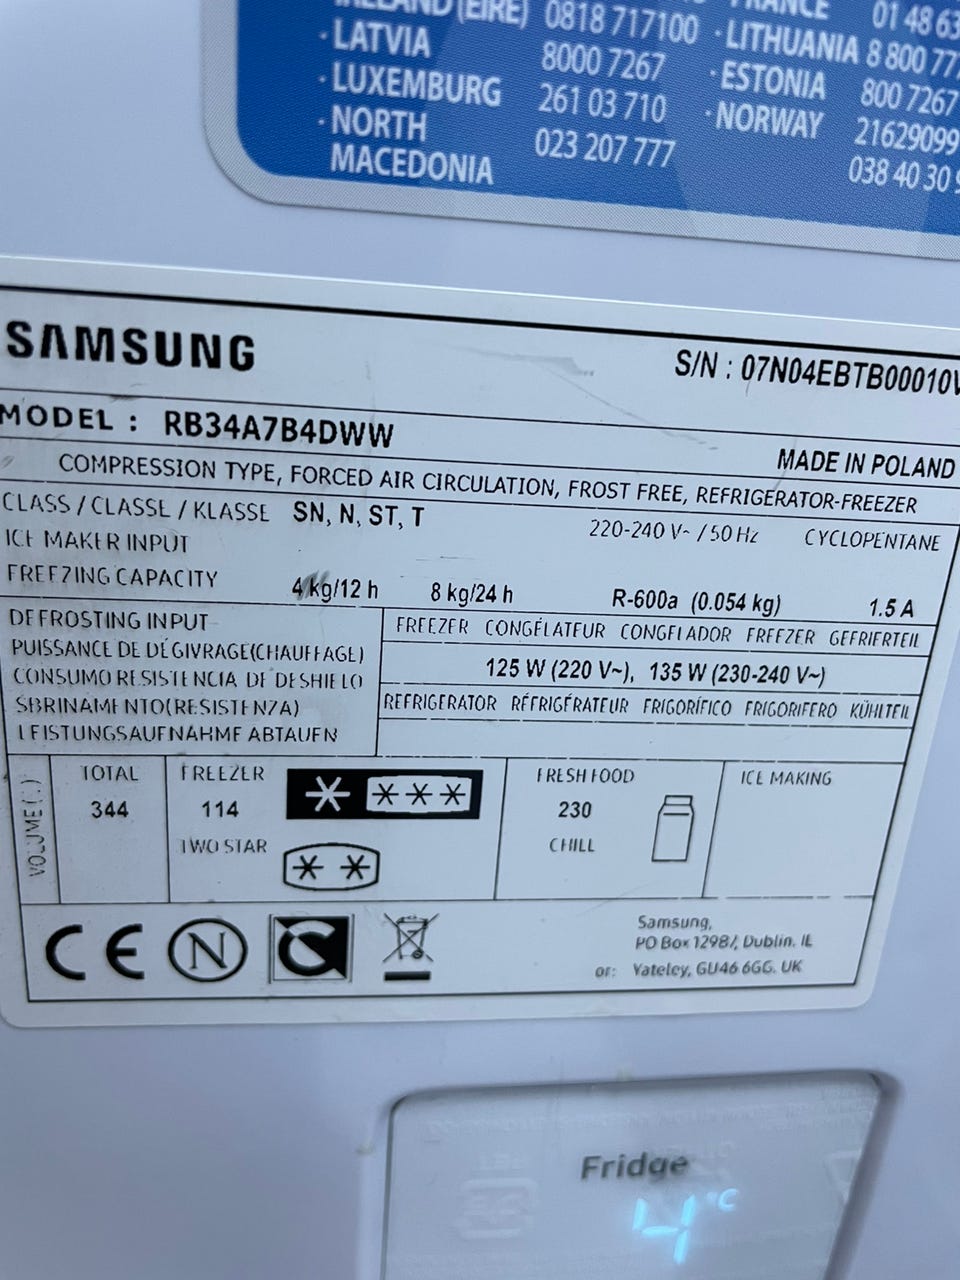 IRELAND (EIRE) 0818 717100
· LATVIA 8000 7267
· LUXEMBURG 261 03 710
· NORTH MACEDONIA 023 207 777
FRANCE 01 48 63
· LITHUANIA 8 800 777
· ESTONIA 800 7267
· NORWAY 21629099
038 40 30 9
SAMSUNG
S/N : 07N04EBTB00010
MODEL : RB34A7B4DWW
MADE IN POLAND
COMPRESSION TYPE, FORCED AIR CIRCULATION, FROST FREE, REFRIGERATOR-FREEZER
CLASS / CLASSE / KLASSE SN, N, ST, T 220-240 V~ / 50 Hz CYCLOPENTANE
ICE MAKER INPUT
FREEZING CAPACITY 4 kg/12 h 8 kg/24 h R-600a (0.054 kg) 1.5 A
DEFROSTING INPUT
PUISSANCE DE DÉGIVRAGE(CHAUFFAGE)
CONSUMO RESISTENCIA DE DESHIELO
SBRINAMENTO(RESISTENZA)
LEISTUNGSAUFNAHME ABTAUEN
FREEZER CONGÉLATEUR CONGELADOR FREEZER GEFRIERTEIL
125 W (220 V~), 135 W (230-240 V~)
REFRIGERATOR RÉFRIGÉRATEUR FRIGORÍFICO FRIGORIFERO KÜHLTEIL
VOLUME
TOTAL
344
FREEZER
114
TWO STAR
FRESH FOOD
230
CHILL
ICE MAKING
CE
N
Samsung,
PO Box 12987, Dublin. IL
or: Yateley, GU46 6GG. UK
Fridge
4 °C